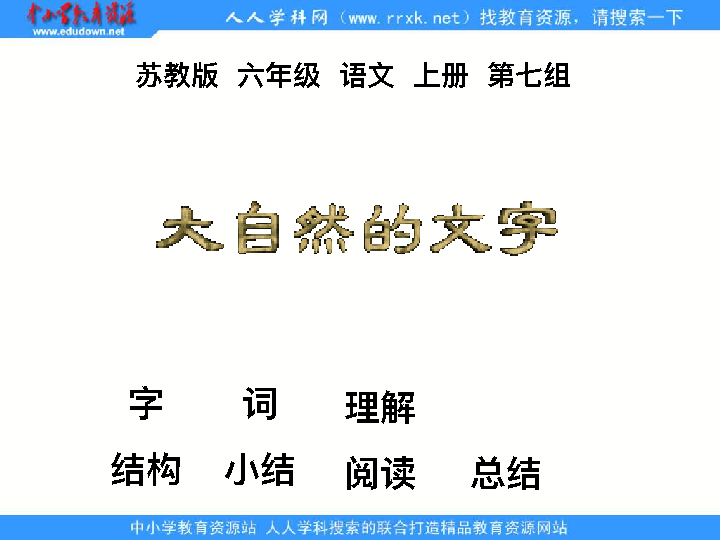 中小学教育资源
www.edudown.net
人人学科网（www.rrxk.net）找教育资源，请搜索一下
苏教版 六年级 语文 上册 第七组
大自然的文字
字 词 理解
结构 小结 阅读 总结
中小学教育资源站 人人学科搜索的联合打造精品教育资源网站